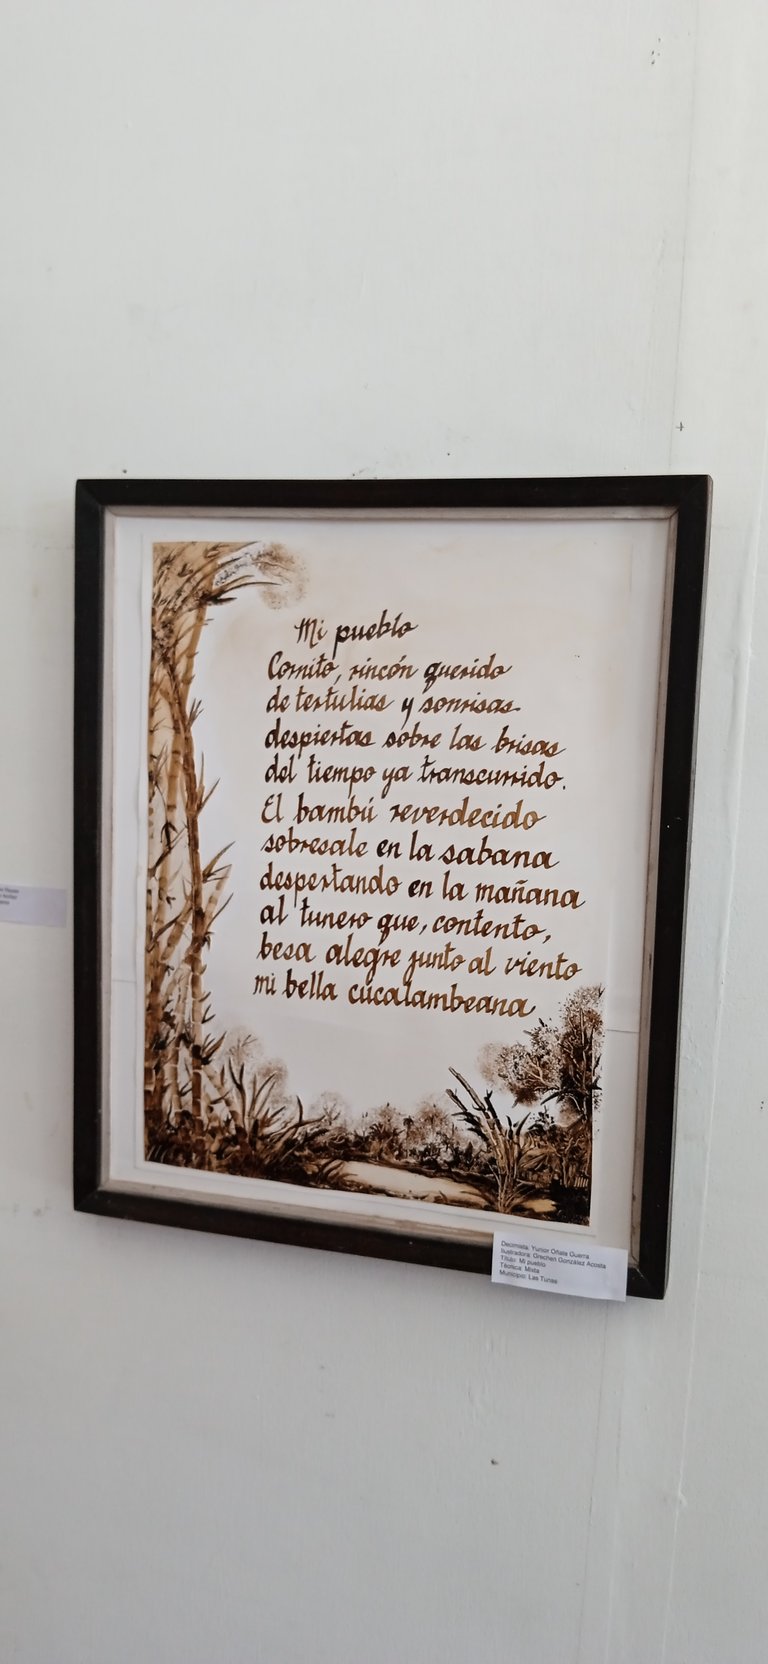 Mi pueblo
Cornito, rincón querido
de tertulias y sonrisas
despiertas sobre las brisas
del tiempo ya transcurrido.
El bambú reverdecido
sobresale en la sabana
despertando en la mañana
al tunero que, contento,
besa alegre junto al viento
mi bella cucalambeana
Decimista: Yunior Oñate Guerra
Ilustradora: Grechen González Acosta
Título: Mi pueblo
Técnica: Mixta
Municipio: Las Tunas